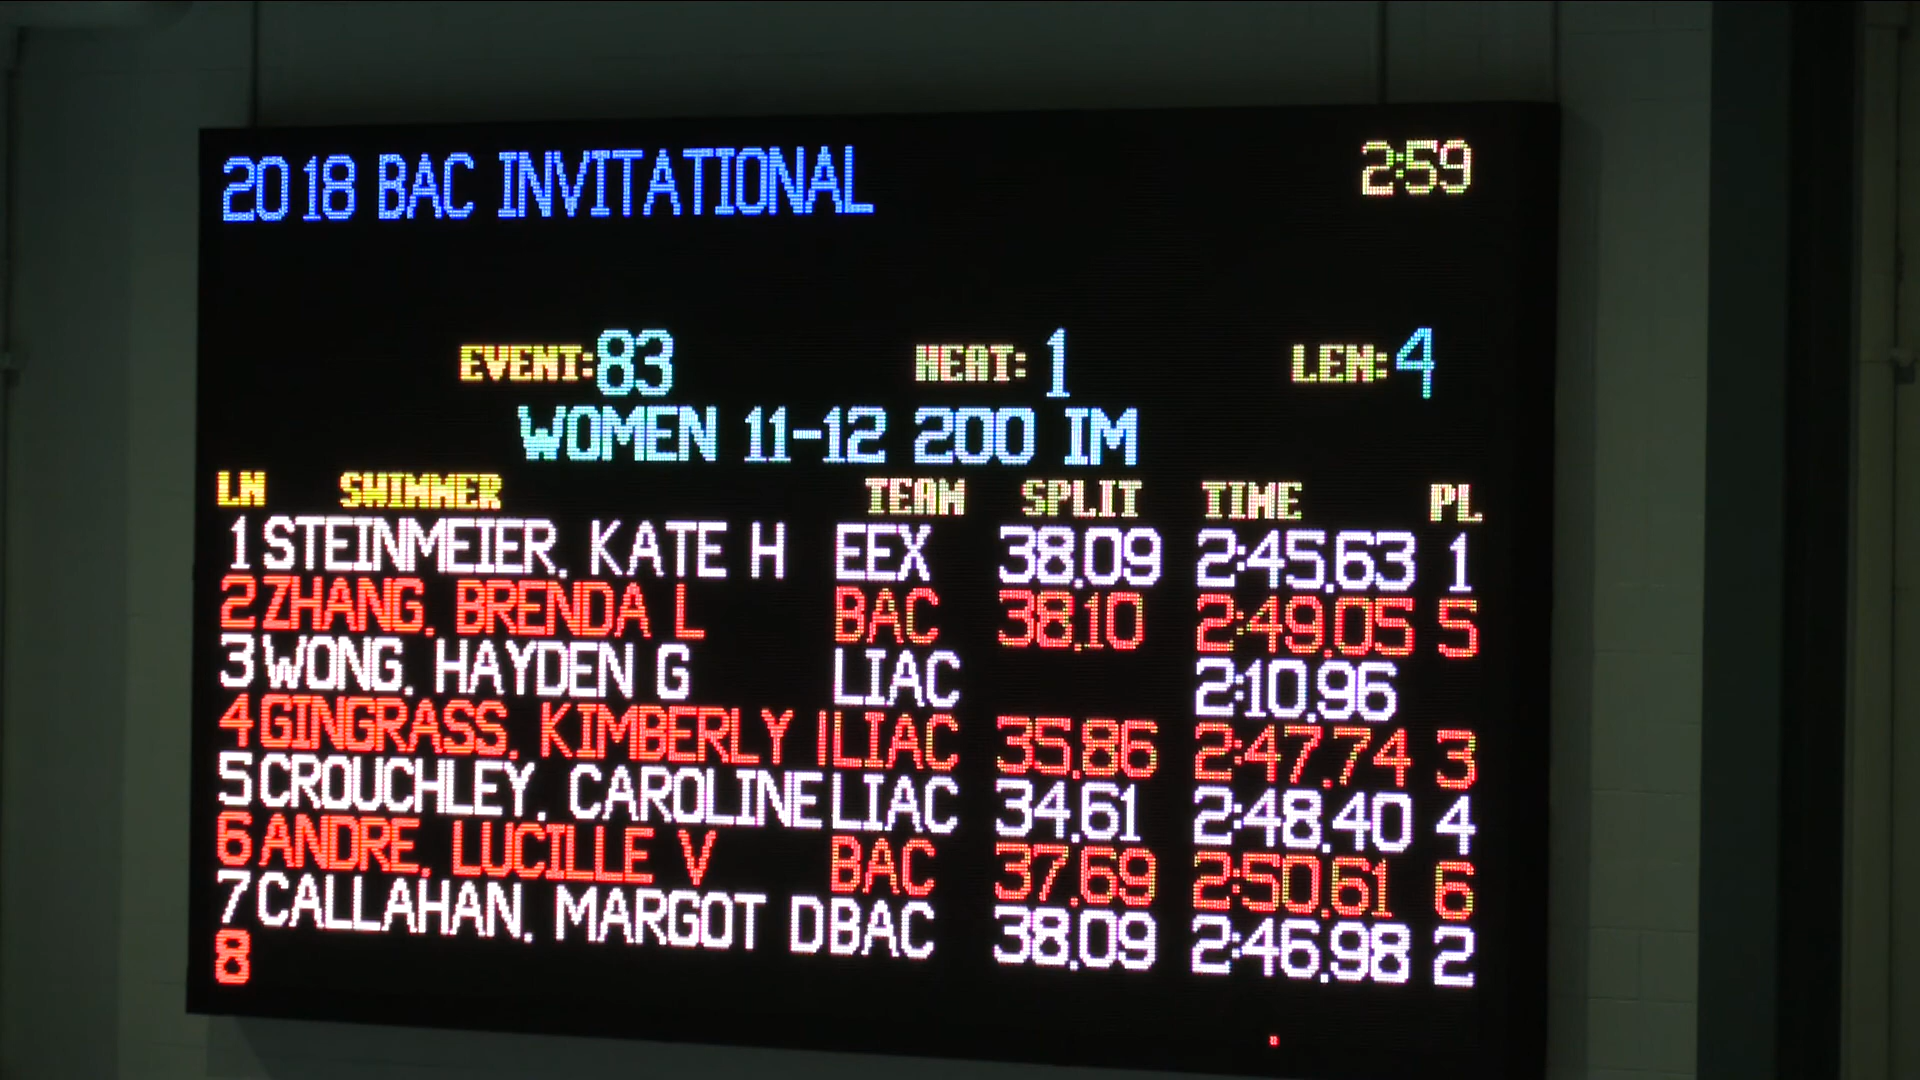 2018 BAC INVITATIONAL 2:59
EVENT:83 HEAT: 1 LEN:4
WOMEN 11-12 200 IM
LN SWIMMER TEAM SPLIT TIME PL
1 STEINMEIER, KATE H EEX 38.09 2:45.63 1
2 ZHANG, BRENDA L BAC 38.10 2:49.05 5
3 WONG, HAYDEN G LIAC 2:10.96
4 GINGRASS, KIMBERLY I LIAC 35.86 2:47.74 3
5 CROUCHLEY, CAROLINE LIAC 34.61 2:48.40 4
6 ANDRE, LUCILLE V BAC 37.69 2:50.61 6
7 CALLAHAN, MARGOT D BAC 38.09 2:46.98 2
8